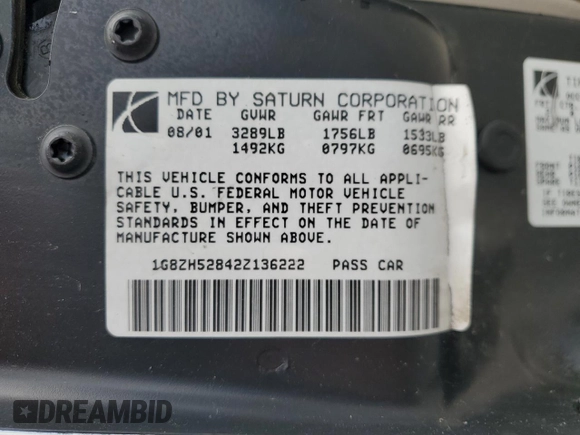 MFD BY SATURN CORPORATION
DATE GVWR GAWR FRT GAWR RR
08/01 3289LB 1756LB 1533LB
1492KG 0797KG 0695KG
THIS VEHICLE CONFORMS TO ALL APPLI-
CABLE U.S. FEDERAL MOTOR VEHICLE
SAFETY, BUMPER, AND THEFT PREVENTION
STANDARDS IN EFFECT ON THE DATE OF
MANUFACTURE SHOWN ABOVE.
1G8ZH52842Z136222 PASS CAR
DREAMBID